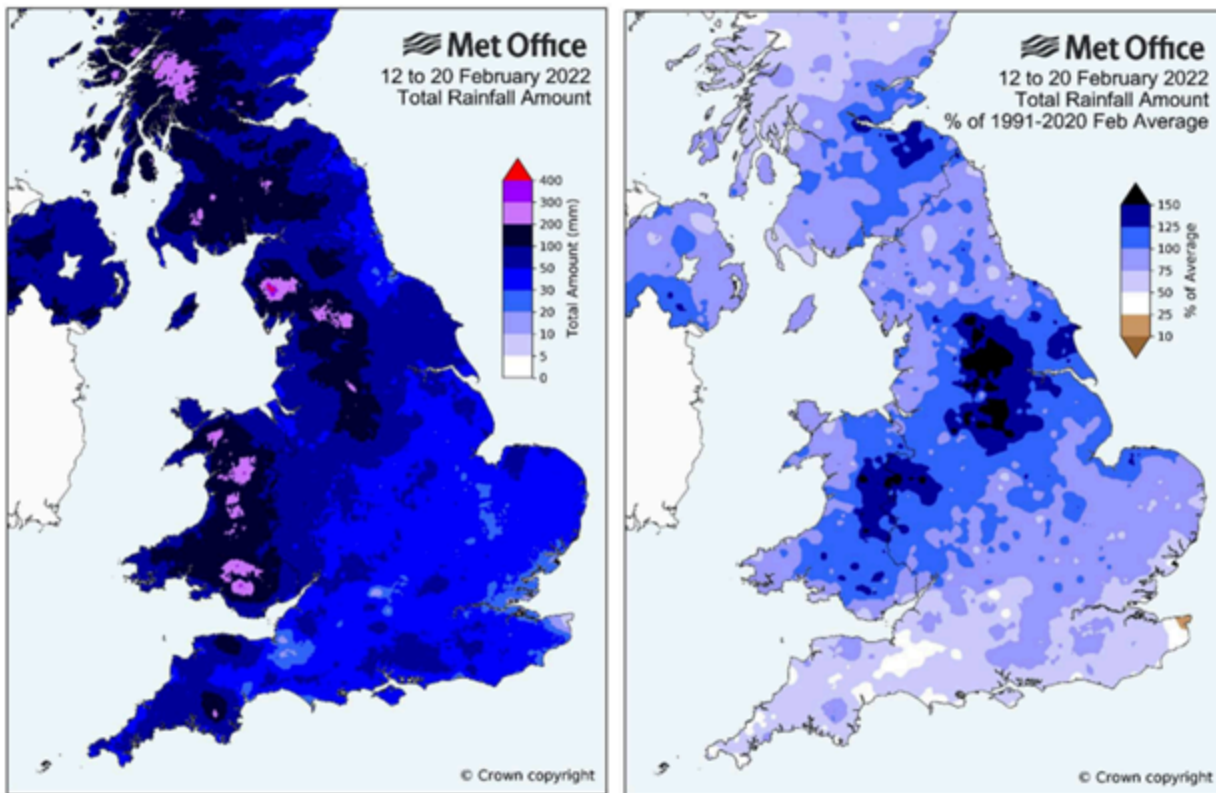 Met Office
12 to 20 February 2022
Total Rainfall Amount
400
300
200
100
50
30
20
10
5
0
Total Amount (mm)
© Crown copyright
Met Office
12 to 20 February 2022
Total Rainfall Amount
% of 1991-2020 Feb Average
150
125
100
75
50
25
10
% of Average
© Crown copyright